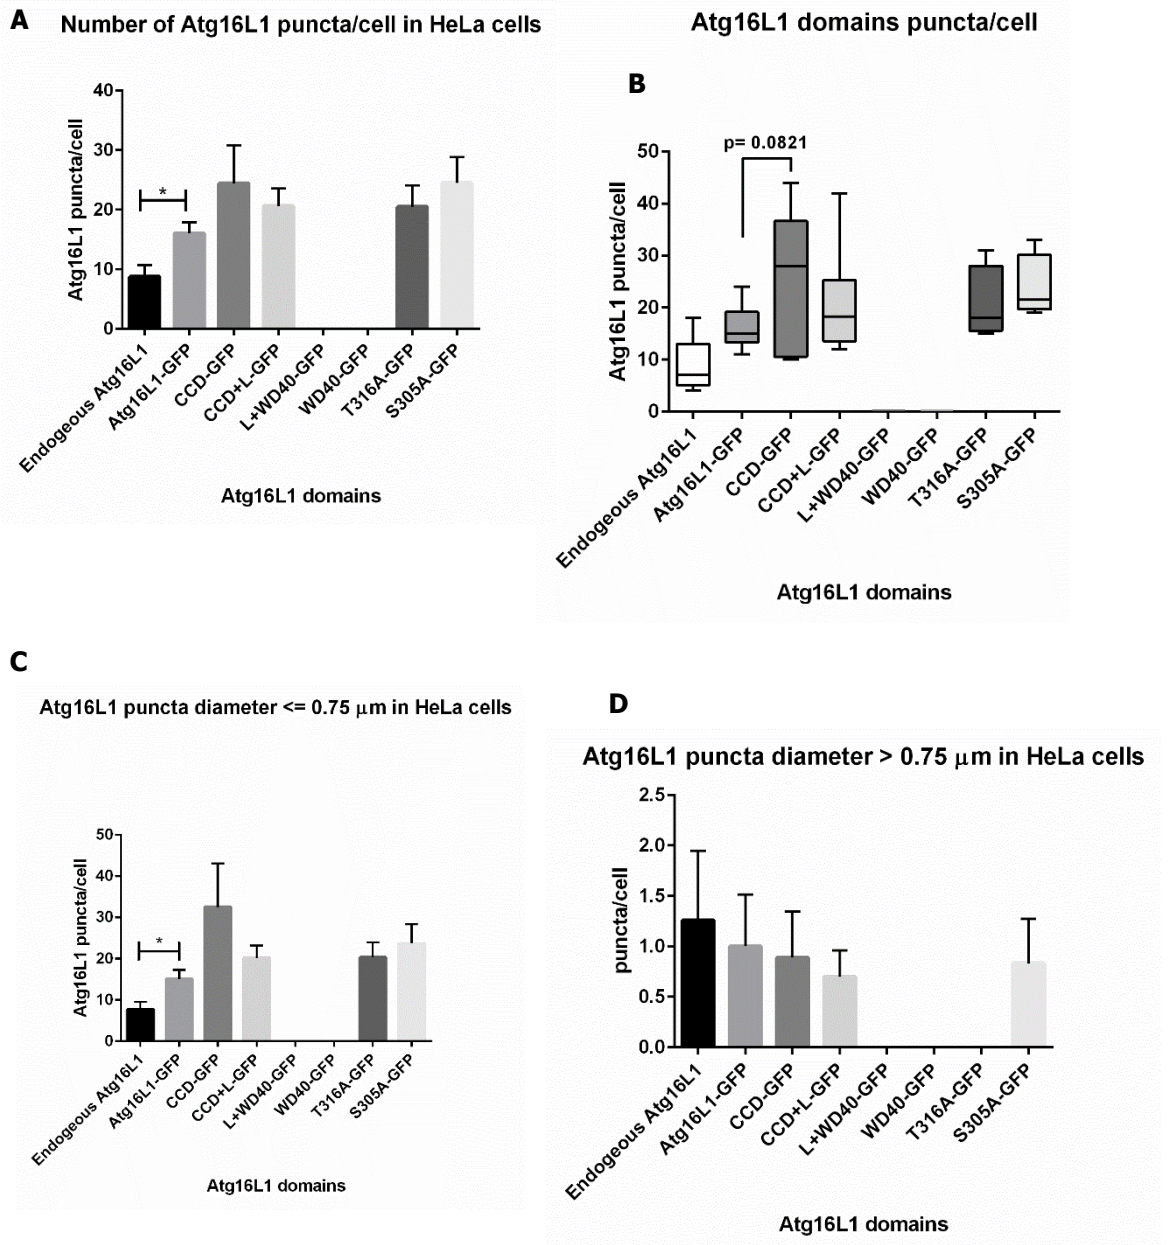 A
Number of Atg16L1 puncta/cell in HeLa cells
Atg16L1 puncta/cell
40
30
20
10
0
*
Endogeous Atg16L1
Atg16L1-GFP
CCD-GFP
CCD+L-GFP
L+WD40-GFP
WD40-GFP
T316A-GFP
S305A-GFP
Atg16L1 domains
Atg16L1 domains puncta/cell
B
p= 0.0821
Atg16L1 puncta/cell
50
40
30
20
10
0
Endogeous Atg16L1
Atg16L1-GFP
CCD-GFP
CCD+L-GFP
L+WD40-GFP
WD40-GFP
T316A-GFP
S305A-GFP
Atg16L1 domains
C
Atg16L1 puncta diameter <= 0.75 μm in HeLa cells
Atg16L1 puncta/cell
50
40
30
20
10
0
*
Endogeous Atg16L1
Atg16L1-GFP
CCD-GFP
CCD+L-GFP
L+WD40-GFP
WD40-GFP
T316A-GFP
S305A-GFP
Atg16L1 domains
D
Atg16L1 puncta diameter > 0.75 μm in HeLa cells
puncta/cell
2.5
2.0
1.5
1.0
0.5
0.0
Endogeous Atg16L1
Atg16L1-GFP
CCD-GFP
CCD+L-GFP
L+WD40-GFP
WD40-GFP
T316A-GFP
S305A-GFP
Atg16L1 domains